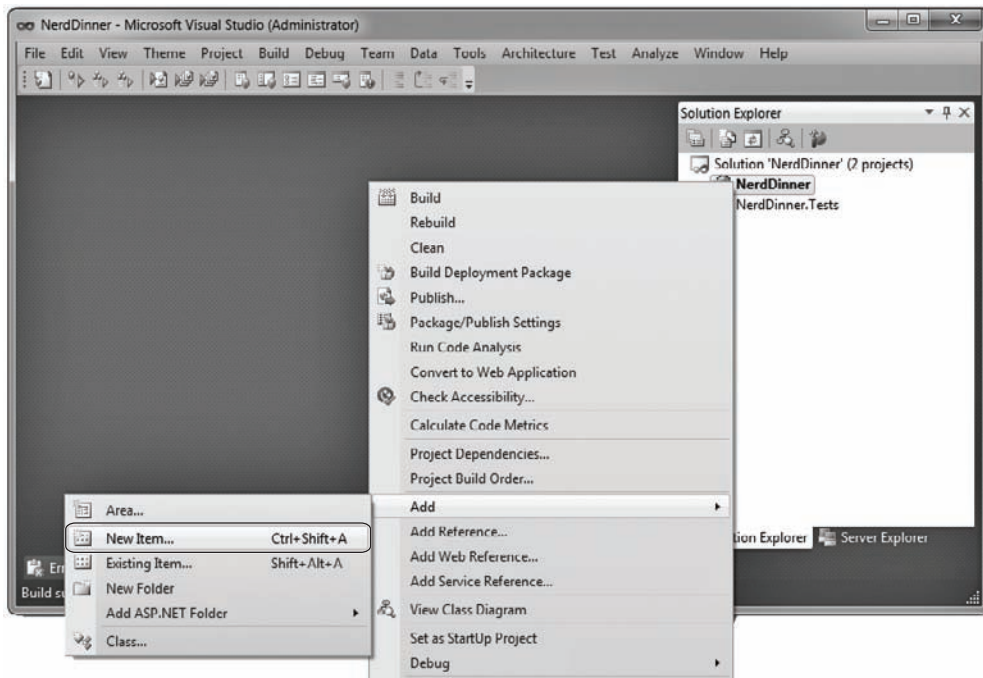 NerdDinner - Microsoft Visual Studio (Administrator)
File Edit View Theme Project Build Debug Team Data Tools Architecture Test Analyze Window Help
Solution Explorer
Solution 'NerdDinner' (2 projects)
NerdDinner
NerdDinner.Tests
Build
Rebuild
Clean
Build Deployment Package
Publish...
Package/Publish Settings
Run Code Analysis
Convert to Web Application
Check Accessibility...
Calculate Code Metrics
Project Dependencies...
Project Build Order...
Add
Add Reference...
Add Web Reference...
Add Service Reference...
View Class Diagram
Set as StartUp Project
Debug
Area...
New Item... Ctrl+Shift+A
Existing Item... Shift+Alt+A
New Folder
Add ASP.NET Folder
Class...
Explorer
Server Explorer
Build